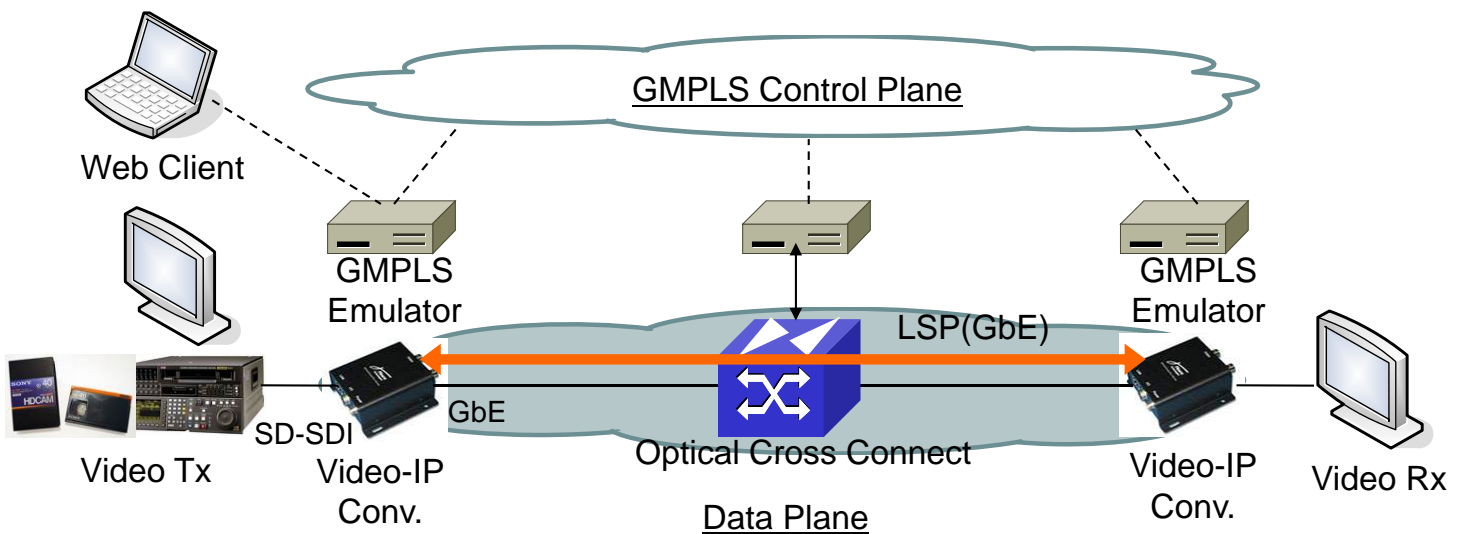 GMPLS Control Plane
Web Client
GMPLS
Emulator
GMPLS
Emulator
LSP(GbE)
SONY
40
HDCAM
SD-SDI
GbE
Video Tx
Video-IP
Conv.
Optical Cross Connect
Video-IP
Conv.
Video Rx
Data Plane